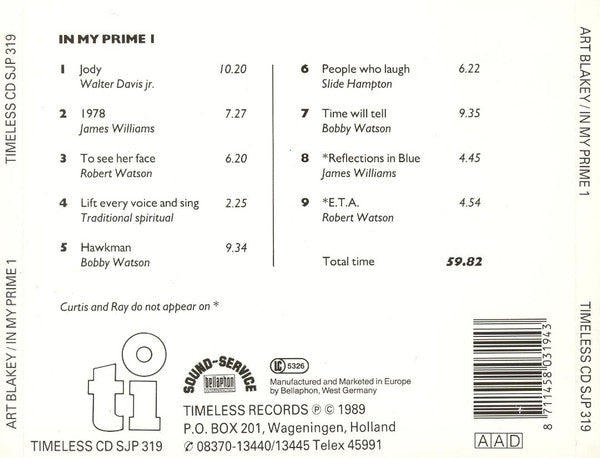 TIMELESS CD SJP 319
ART BLAKEY/IN MY PRIME 1
IN MY PRIME 1
1 Jody 10.20
Walter Davis jr.
2 1978 7.27
James Williams
3 To see her face 6.20
Robert Watson
4 Lift every voice and sing 2.25
Traditional spiritual
5 Hawkman 9.34
Bobby Watson
6 People who laugh 6.22
Slide Hampton
7 Time will tell 9.35
Bobby Watson
8 *Reflections in Blue 4.45
James Williams
9 *E.T.A. 4.54
Robert Watson
Total time 59.82
Curtis and Ray do not appear on *
ti
SOUND-SERVICE
bellaphon
LC 5326
Manufactured and Marketed in Europe
by Bellaphon, West Germany
TIMELESS RECORDS ℗ © 1989
P.O. BOX 201, Wageningen, Holland
✆ 08370-13440/13445 Telex 45991
TIMELESS CD SJP 319
8 711458 031943
AAD
ART BLAKEY/IN MY PRIME 1
TIMELESS CD SJP 319